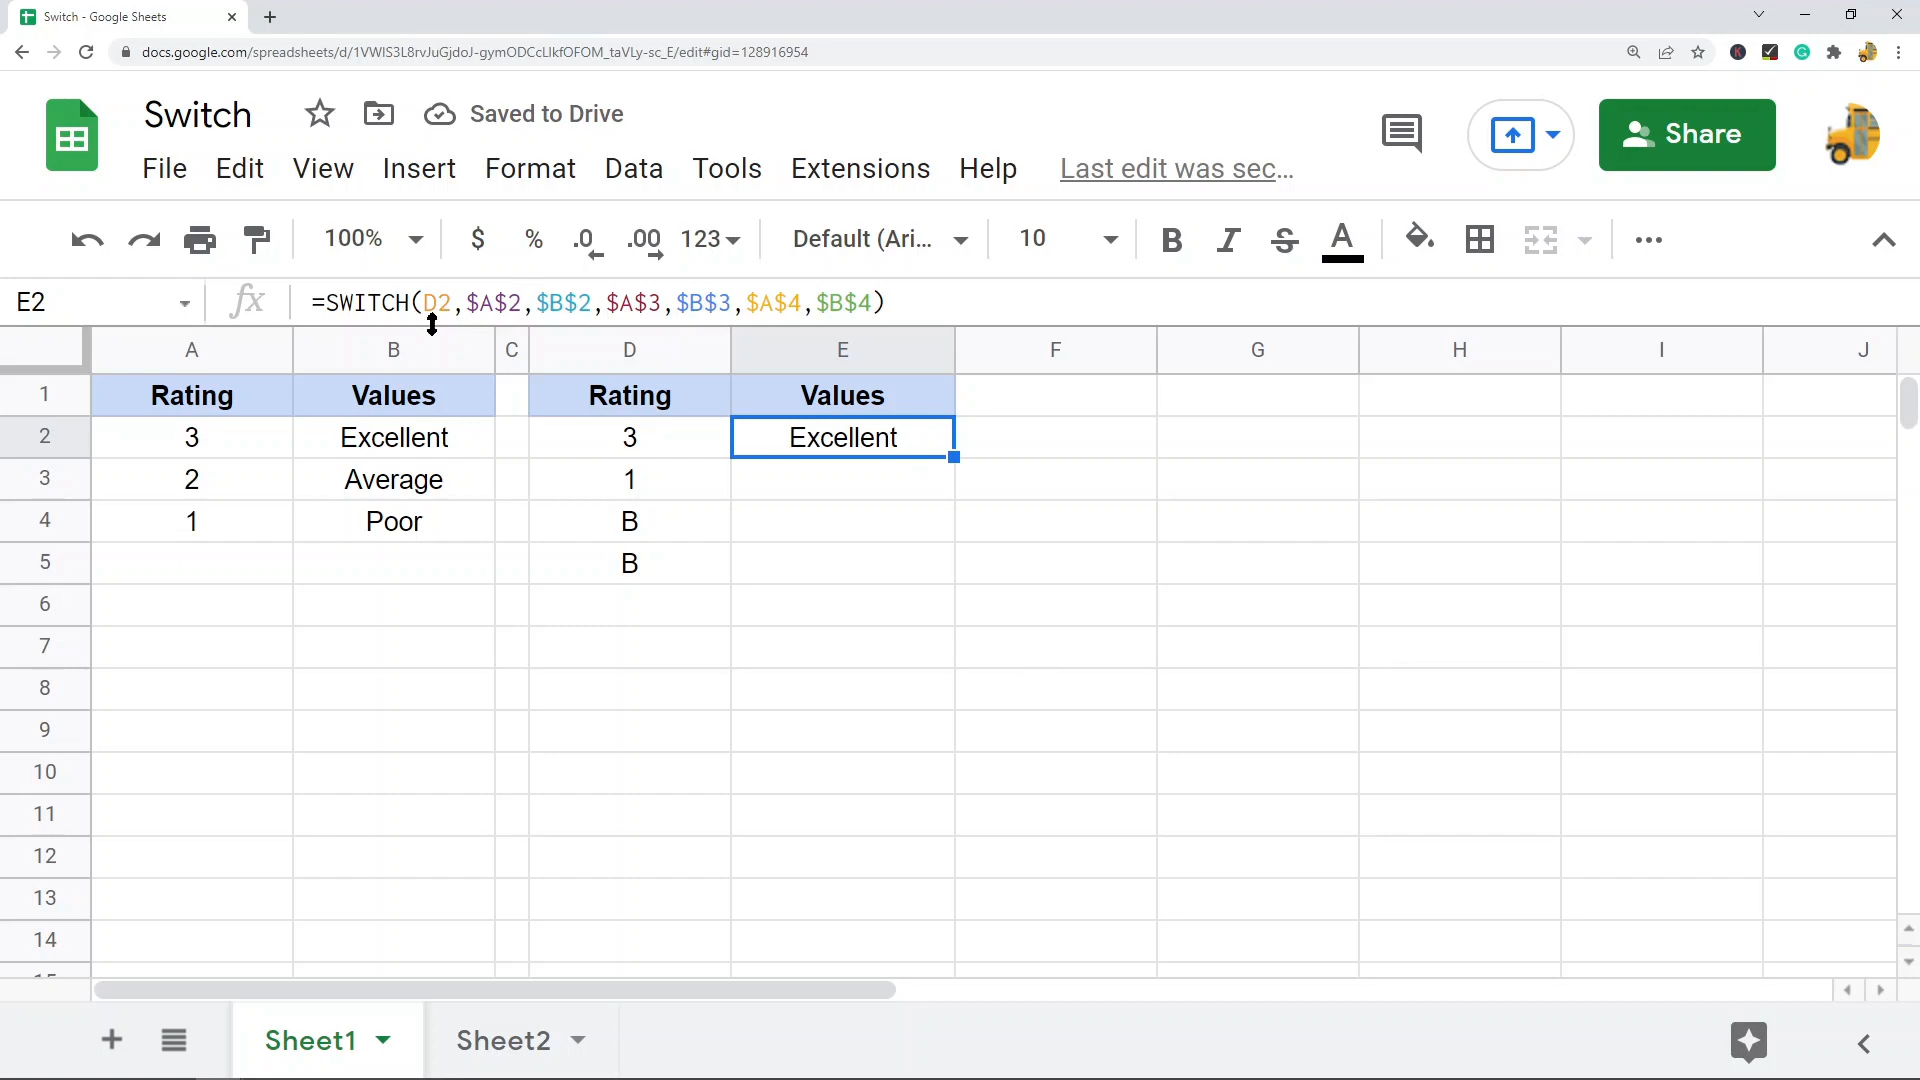 Switch - Google Sheets
docs.google.com/spreadsheets/d/1VWIS3L8rvJuGjdoJ-gymODCcLIkfOFOM_taVLy-sc_E/edit#gid=128916954
Switch Saved to Drive
File Edit View Insert Format Data Tools Extensions Help Last edit was sec...
Share
100% $ % .0 .00 123 Default (Ari... 10 B I S A
E2 fx =SWITCH(D2,$A$2,$B$2,$A$3,$B$3,$A$4,$B$4)
A B C D E F G H I J
1 Rating Values Rating Values
2 3 Excellent 3 Excellent
3 2 Average 1
4 1 Poor B
5 B
6
7
8
9
10
11
12
13
14
Sheet1 Sheet2